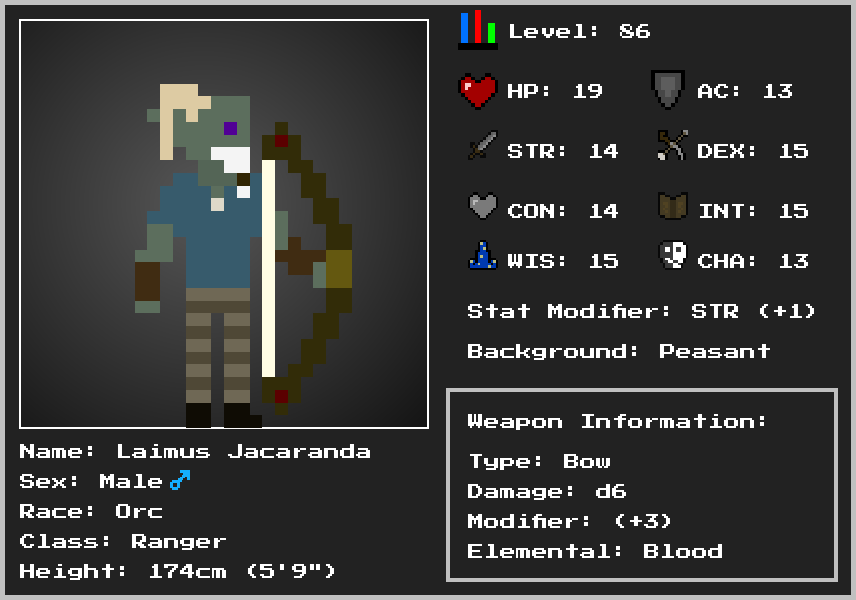 Level: 86
HP: 19 AC: 13
STR: 14 DEX: 15
CON: 14 INT: 15
WIS: 15 CHA: 13
Stat Modifier: STR (+1)
Background: Peasant
Weapon Information:
Type: Bow
Damage: d6
Modifier: (+3)
Elemental: Blood
Name: Laimus Jacaranda
Sex: Male ♂
Race: Orc
Class: Ranger
Height: 174cm (5'9")